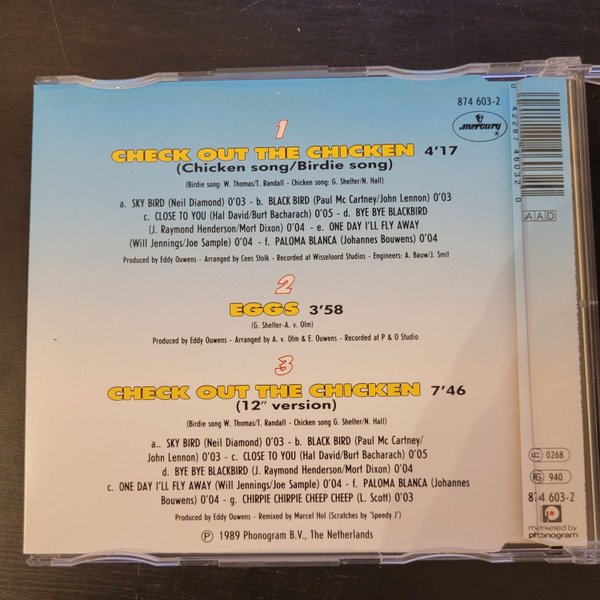 874 603-2
mercury
1
CHECK OUT THE CHICKEN 4'17
(Chicken song/Birdie song)
(Birdie song: W. Thomas/T. Randall - Chicken song: G. Shelter/N. Hall)
a. SKY BIRD (Neil Diamond) 0'03 - b. BLACK BIRD (Paul Mc Cartney/John Lennon) 0'03
c. CLOSE TO YOU (Hal David/Burt Bacharach) 0'05 - d. BYE BYE BLACKBIRD
(J. Raymond Henderson/Mort Dixon) 0'04 - e. ONE DAY I'LL FLY AWAY
(Will Jennings/Joe Sample) 0'04 - f. PALOMA BLANCA (Johannes Bouwens) 0'04
Produced by Eddy Ouwens - Arranged by Cees Stolk - Recorded at Wisseloord Studios - Engineers: A. Bauw/J. Smit
2
EGGS 3'58
(G. Shelter-A. v. Olm)
Produced by Eddy Ouwens - Arranged by A. v. Olm & E. Ouwens - Recorded at P & O Studio
3
CHECK OUT THE CHICKEN 7'46
(12" version)
(Birdie song W. Thomas/T. Randall - Chicken song G. Shelter/N. Hall)
a.. SKY BIRD (Neil Diamond) 0'03 - b. BLACK BIRD (Paul Mc Cartney/
John Lennon) 0'03 - c. CLOSE TO YOU (Hal David/Burt Bacharach) 0'05
d. BYE BYE BLACKBIRD (J. Raymond Henderson/Mort Dixon) 0'04
c. ONE DAY I'LL FLY AWAY (Will Jennings/Joe Sample) 0'04 - f. PALOMA BLANCA (Johannes
Bouwens) 0'04 - g. CHIRPIE CHIRPIE CHEEP CHEEP (L. Scott) 0'03
Produced by Eddy Ouwens - Remixed by Marcel Hol (Scratches by 'Speedy J')
℗ 1989 Phonogram B.V., The Netherlands
0 42287 46032 0
AAD
LC 0268
PG 940
874 603-2
marketed by
phonogram